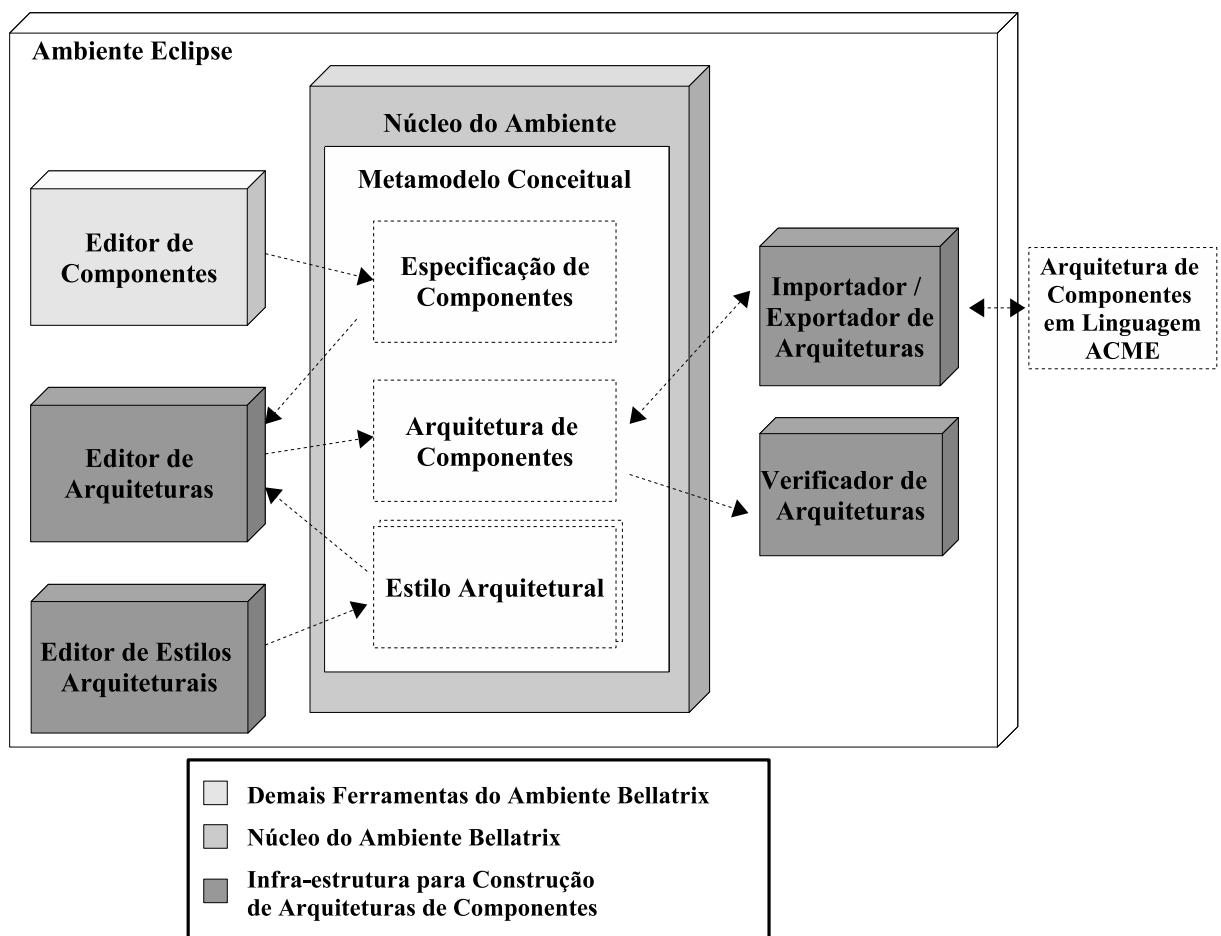 Ambiente Eclipse
Núcleo do Ambiente
Metamodelo Conceitual
Editor de
Componentes
Especificação de
Componentes
Importador /
Exportador de
Arquiteturas
Arquitetura de
Componentes
em Linguagem
ACME
Editor de
Arquiteturas
Arquitetura de
Componentes
Verificador de
Arquiteturas
Estilo Arquitetural
Editor de Estilos
Arquiteturais
Demais Ferramentas do Ambiente Bellatrix
Núcleo do Ambiente Bellatrix
Infra-estrutura para Construção
de Arquiteturas de Componentes